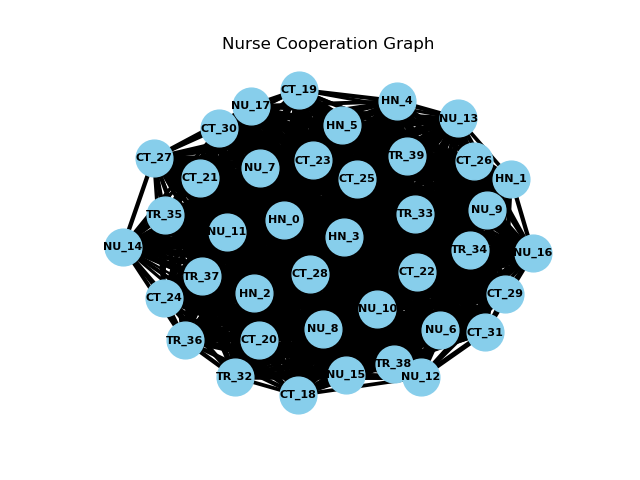 Nurse Cooperation Graph
CT_19
HN_4
NU_17
NU_13
HN_5
CT_30
CT_27
TR_39
CT_23
CT_26
NU_7
CT_21
CT_25
HN_1
NU_9
TR_35
TR_33
HN_0
NU_11
HN_3
NU_14
TR_34
NU_16
CT_22
CT_28
TR_37
HN_2
CT_29
CT_24
NU_10
NU_8
NU_6
CT_31
CT_20
TR_36
TR_38
NU_15
TR_32
NU_12
CT_18